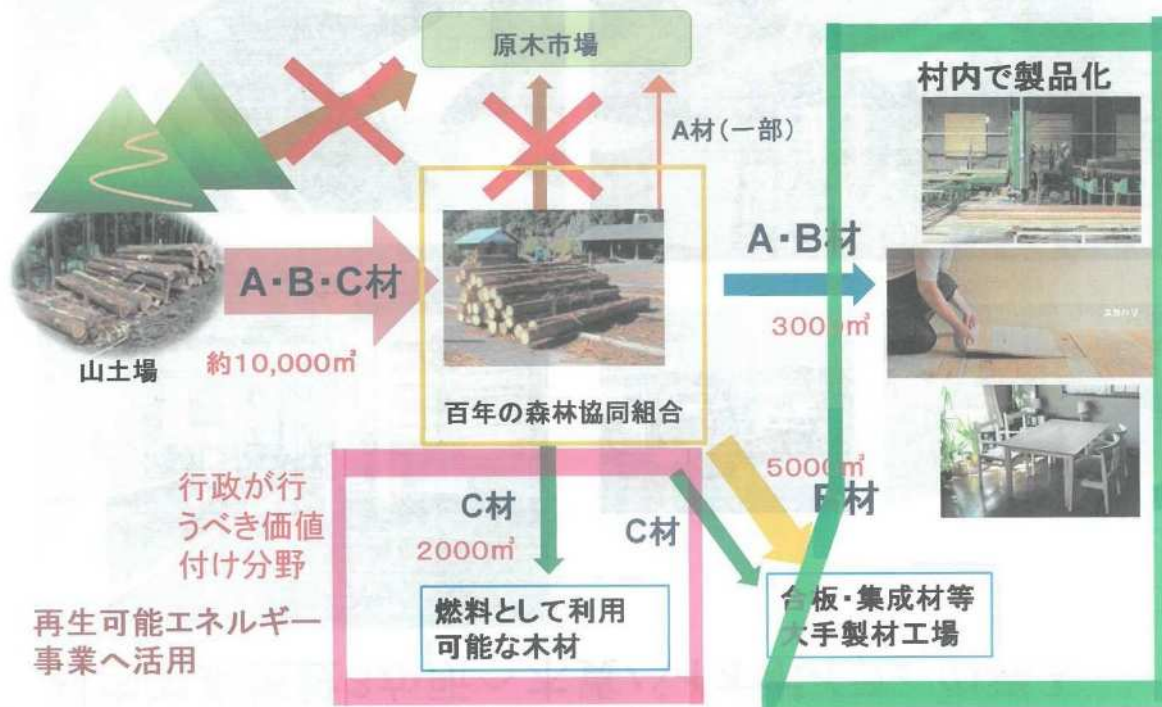 原木市場
村内で製品化
A材(一部)
A・B・C材
約10,000㎥
山土場
A・B材
3000㎥
百年の森林協同組合
5000㎥
B材
行政が行
うべき価値
付け分野
C材
2000㎥
C材
再生可能エネルギー
事業へ活用
燃料として利用
可能な木材
合板・集成材等
大手製材工場